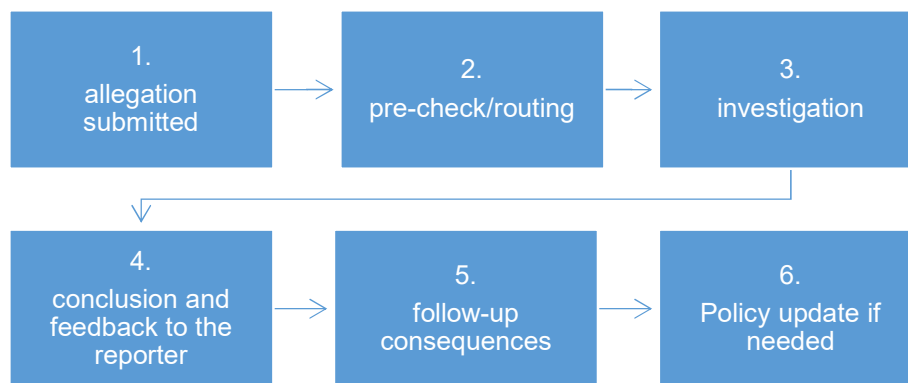 1.
allegation
submitted
2.
pre-check/routing
3.
investigation
4.
conclusion and
feedback to the
reporter
5.
follow-up
consequences
6.
Policy update if
needed